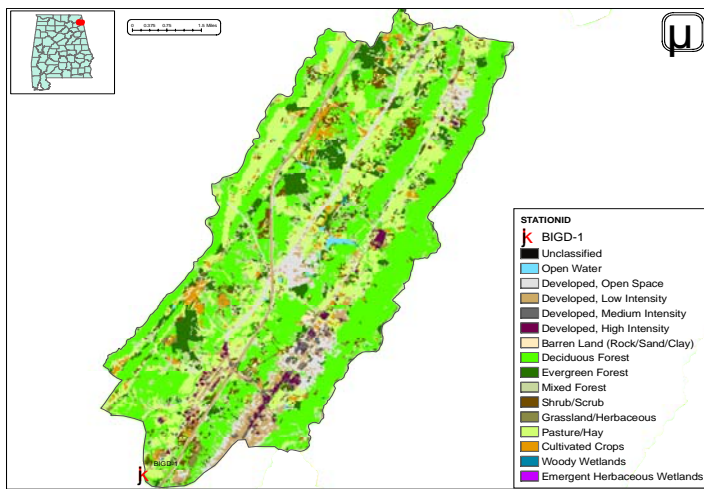 0 0.375 0.75 1.5 Miles
µ
STATIONID
jk BIGD-1
Unclassified
Open Water
Developed, Open Space
Developed, Low Intensity
Developed, Medium Intensity
Developed, High Intensity
Barren Land (Rock/Sand/Clay)
Deciduous Forest
Evergreen Forest
Mixed Forest
Shrub/Scrub
Grassland/Herbaceous
Pasture/Hay
Cultivated Crops
Woody Wetlands
Emergent Herbaceous Wetlands
BIGD-1
jk